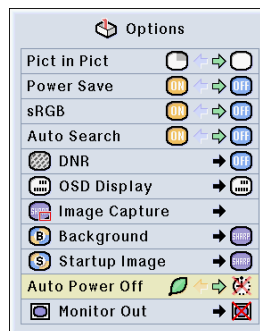 Options
Pict in Pict
Power Save ON OFF
sRGB ON OFF
Auto Search ON OFF
DNR OFF
OSD Display
Image Capture SHARP
B Background SHARP
S Startup Image SHARP
Auto Power Off
Monitor Out